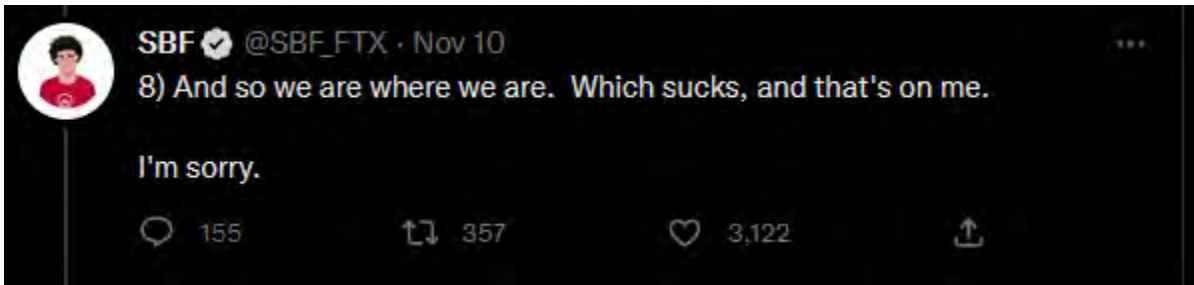 SBF @SBF_FTX · Nov 10
8) And so we are where we are.  Which sucks, and that's on me.
I'm sorry.
155 357 3,122